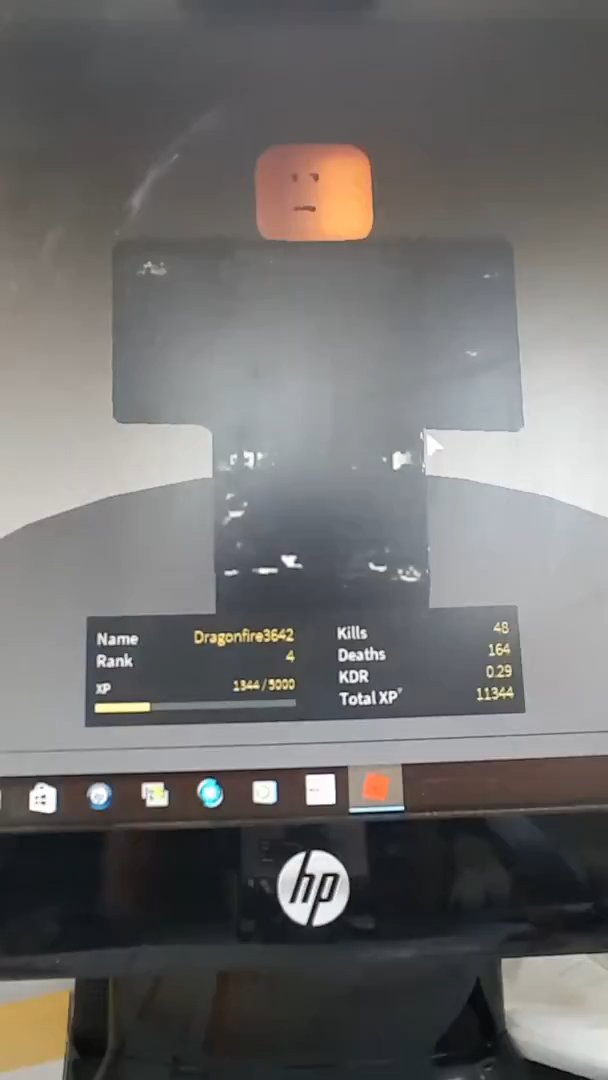 Name Dragonfire3642
Rank 4
XP 1344 / 5000
Kills 48
Deaths 164
KDR 0.29
Total XP 11344
hp